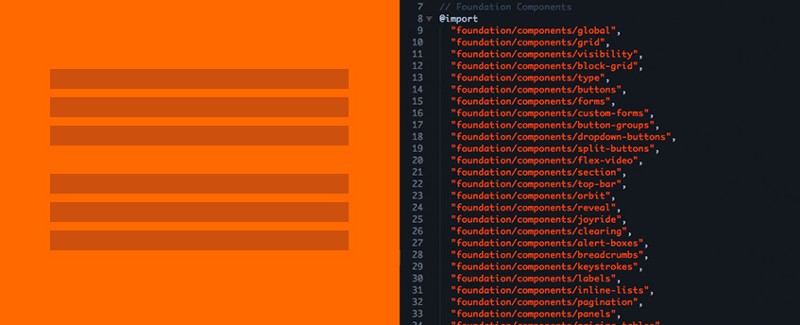 7 // Foundation Components
8 @import
9 "foundation/components/global",
10 "foundation/components/grid",
11 "foundation/components/visibility",
12 "foundation/components/block-grid",
13 "foundation/components/type",
14 "foundation/components/buttons",
15 "foundation/components/forms",
16 "foundation/components/custom-forms",
17 "foundation/components/button-groups",
18 "foundation/components/dropdown-buttons",
19 "foundation/components/split-buttons",
20 "foundation/components/flex-video",
21 "foundation/components/section",
22 "foundation/components/top-bar",
23 "foundation/components/orbit",
24 "foundation/components/reveal",
25 "foundation/components/joyride",
26 "foundation/components/clearing",
27 "foundation/components/alert-boxes",
28 "foundation/components/breadcrumbs",
29 "foundation/components/keystrokes",
30 "foundation/components/labels",
31 "foundation/components/inline-lists",
32 "foundation/components/pagination",
33 "foundation/components/panels",